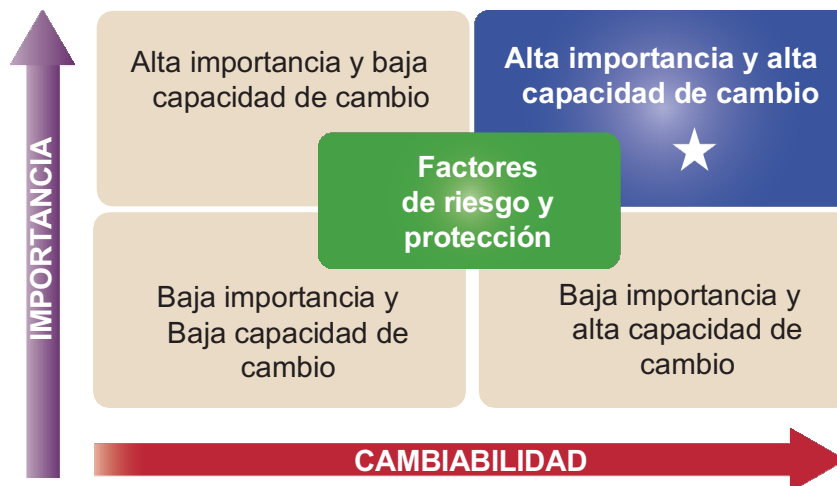 IMPORTANCIA
Alta importancia y baja
capacidad de cambio
Alta importancia y alta
capacidad de cambio
Factores
de riesgo y
protección
Baja importancia y
Baja capacidad de
cambio
Baja importancia y
alta capacidad de
cambio
CAMBIABILIDAD